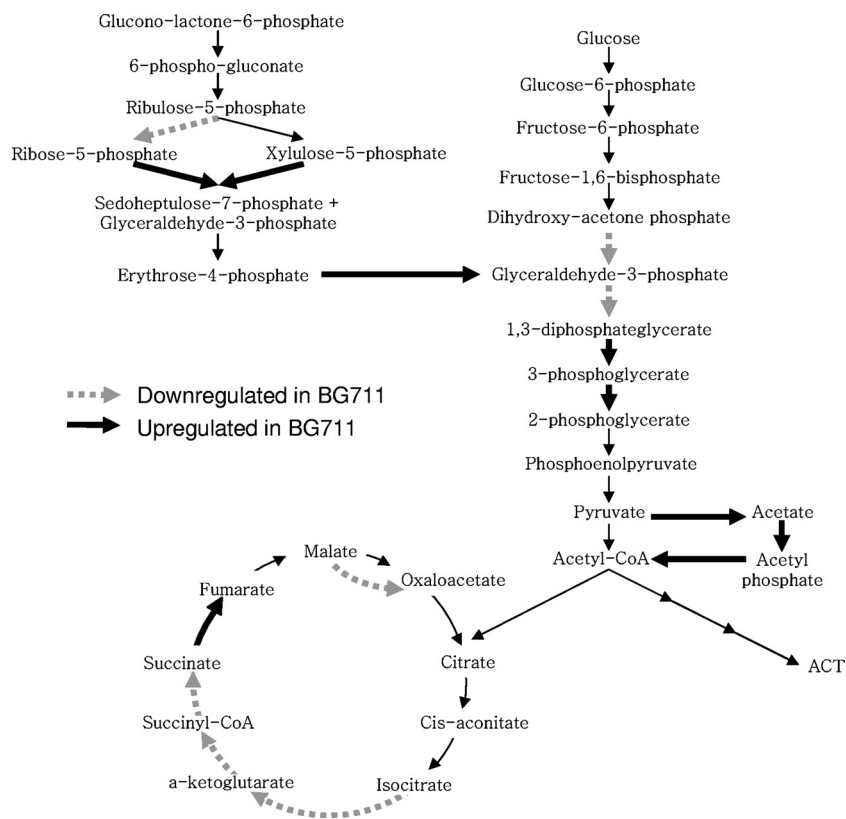 Glucono-lactone-6-phosphate
6-phospho-gluconate
Ribulose-5-phosphate
Ribose-5-phosphate
Xylulose-5-phosphate
Sedoheptulose-7-phosphate +
Glyceraldehyde-3-phosphate
Erythrose-4-phosphate
Glucose
Glucose-6-phosphate
Fructose-6-phosphate
Fructose-1,6-bisphosphate
Dihydroxy-acetone phosphate
Glyceraldehyde-3-phosphate
1,3-diphosphateglycerate
3-phosphoglycerate
2-phosphoglycerate
Phosphoenolpyruvate
Pyruvate
Acetate
Acetyl-CoA
Acetyl
phosphate
Downregulated in BG711
Upregulated in BG711
Malate
Oxaloacetate
Fumarate
Succinate
Citrate
ACT
Succinyl-CoA
Cis-aconitate
a-ketoglutarate
Isocitrate